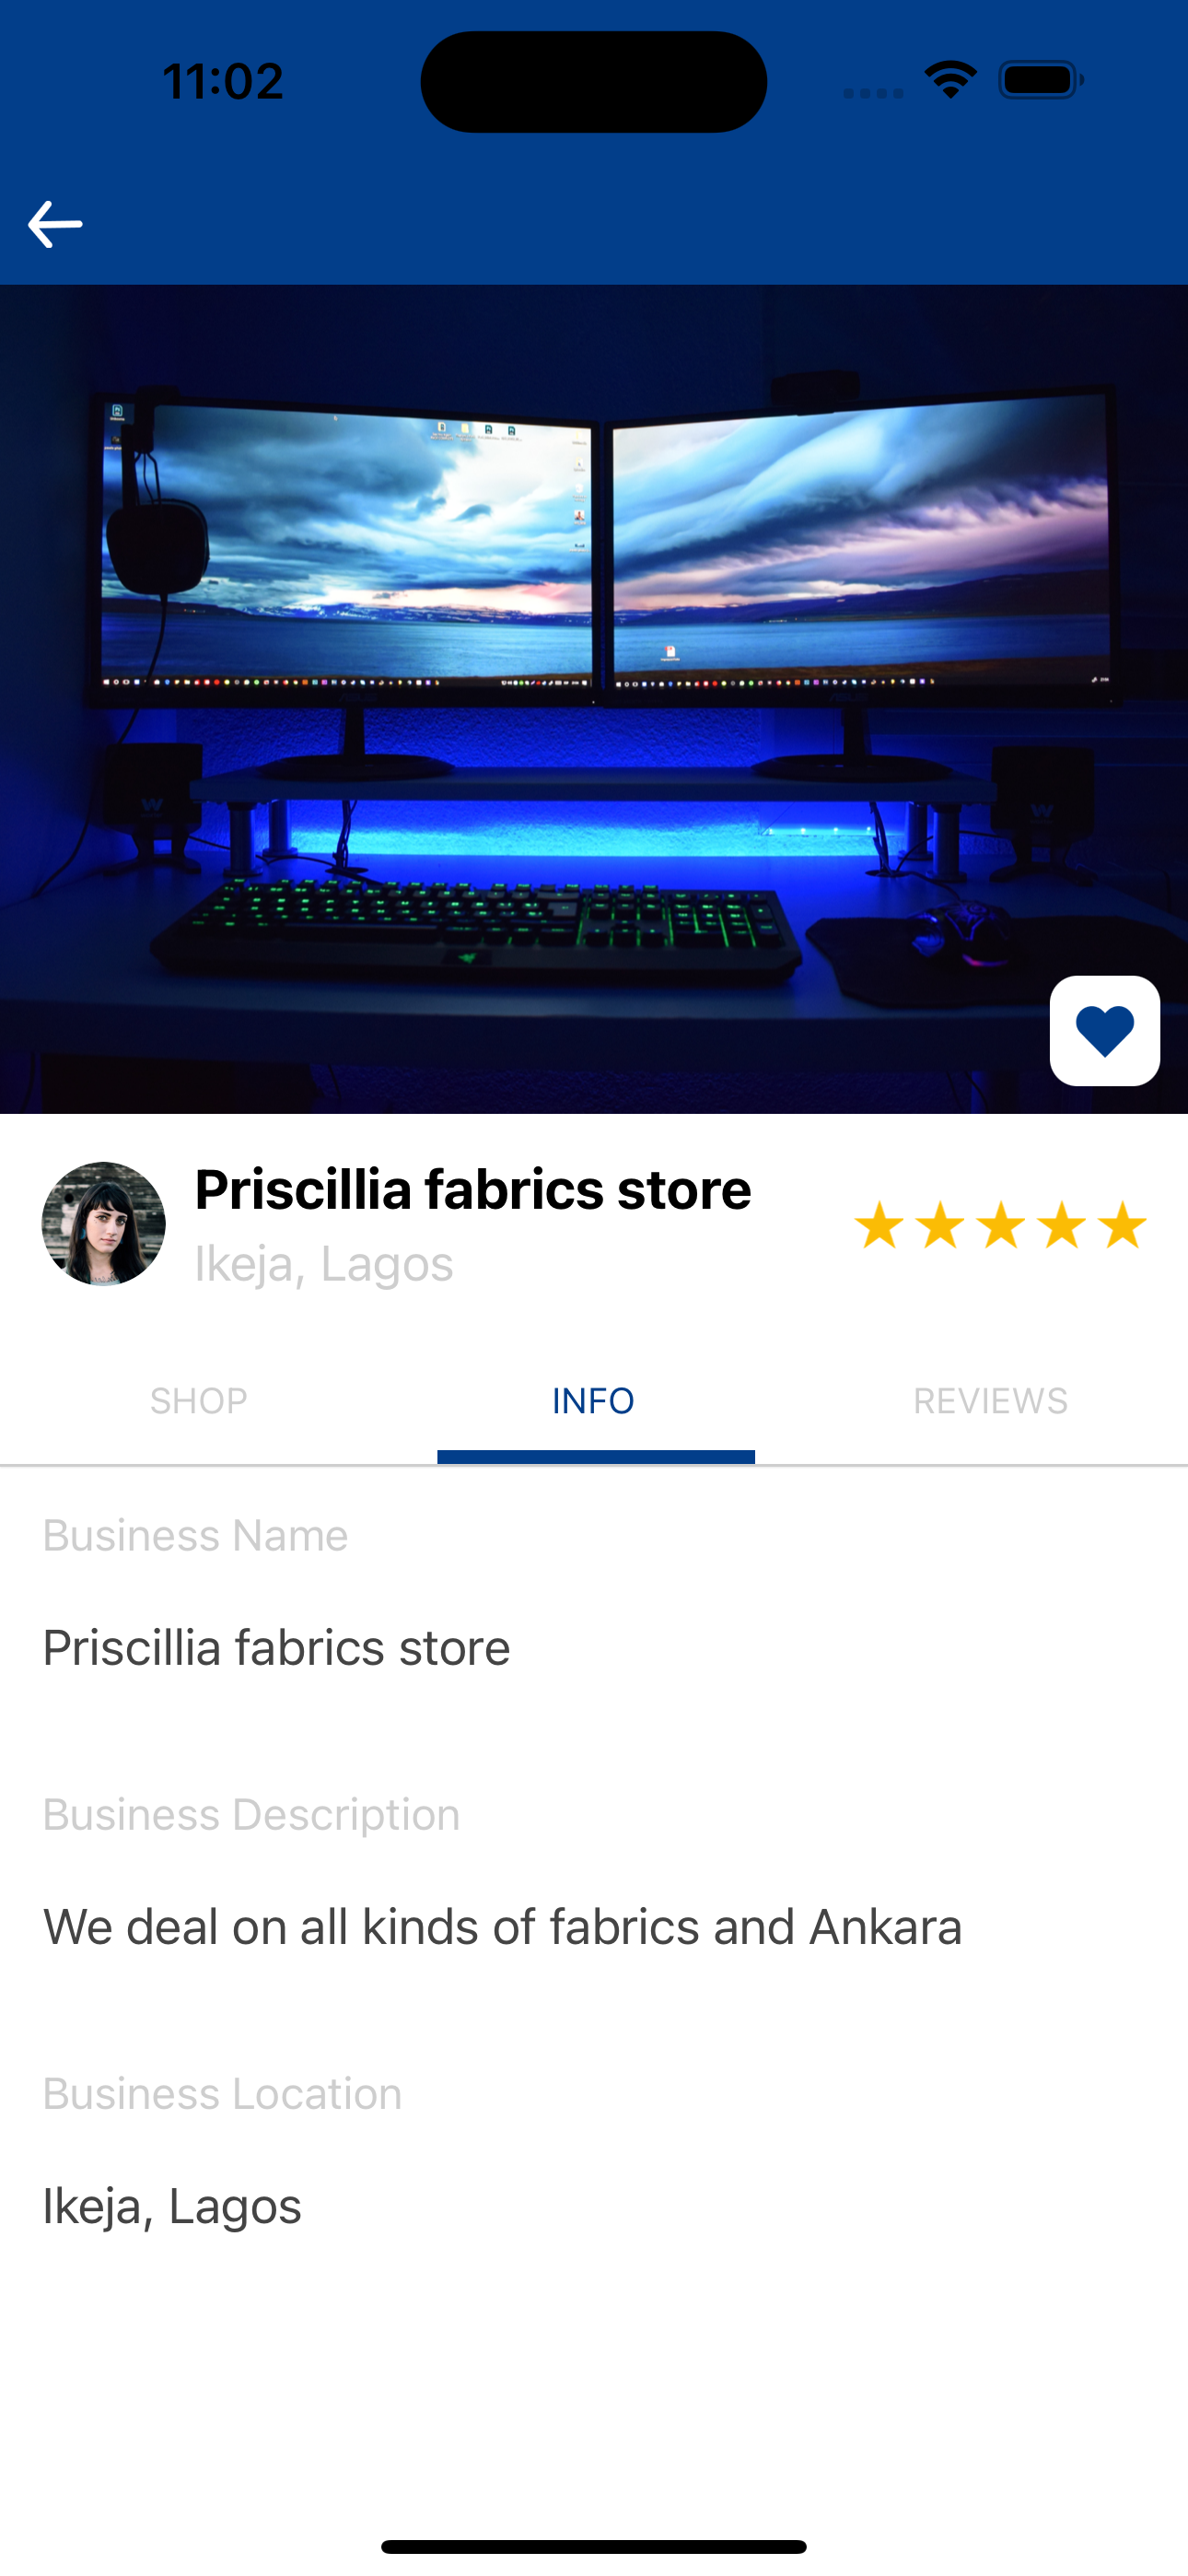 11:02
Priscillia fabrics store
Ikeja, Lagos
SHOP
INFO
REVIEWS
Business Name
Priscillia fabrics store
Business Description
We deal on all kinds of fabrics and Ankara
Business Location
Ikeja, Lagos